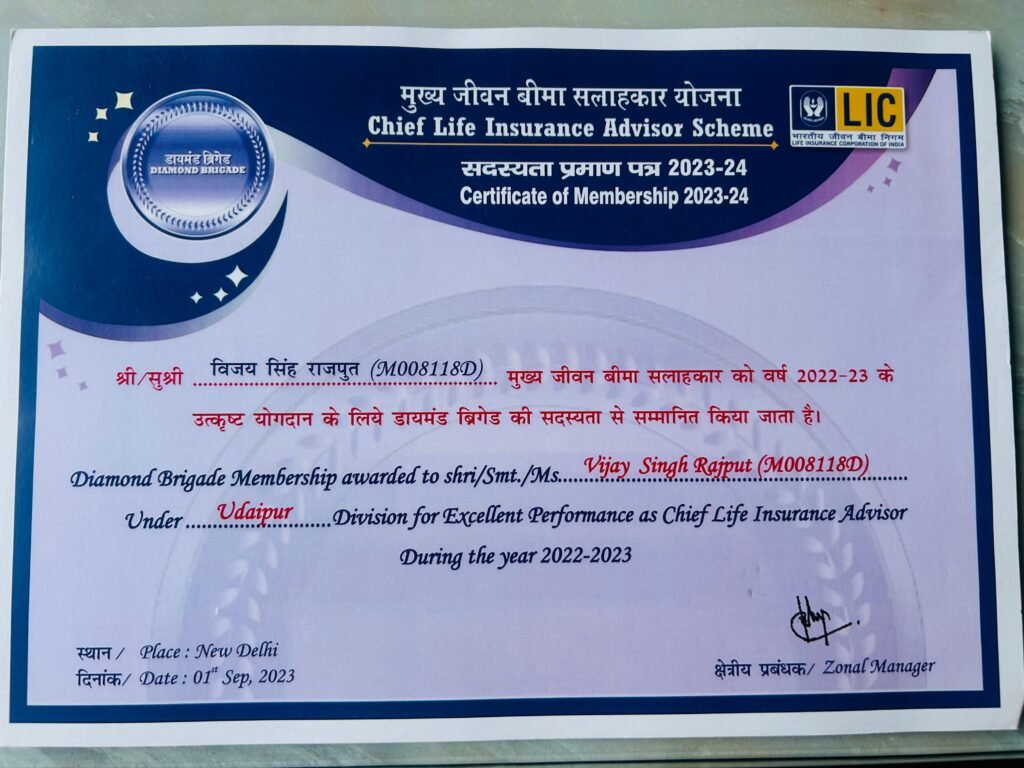 मुख्य जीवन बीमा सलाहकार योजना
Chief Life Insurance Advisor Scheme
सदस्यता प्रमाण पत्र 2023-24
Certificate of Membership 2023-24
डायमंड ब्रिगेड
DIAMOND BRIGADE
LIC
भारतीय जीवन बीमा निगम
LIFE INSURANCE CORPORATION OF INDIA
श्री/सुश्री विजय सिंह राजपुत (M008118D) मुख्य जीवन बीमा सलाहकार को वर्ष 2022-23 के
उत्कृष्ट योगदान के लिये डायमंड ब्रिगेड की सदस्यता से सम्मानित किया जाता है।
Diamond Brigade Membership awarded to shri/Smt./Ms. Vijay Singh Rajput (M008118D)
Under Udaipur Division for Excellent Performance as Chief Life Insurance Advisor
During the year 2022-2023
स्थान / Place : New Delhi
दिनांक/ Date : 01st Sep, 2023
क्षेत्रीय प्रबंधक/ Zonal Manager